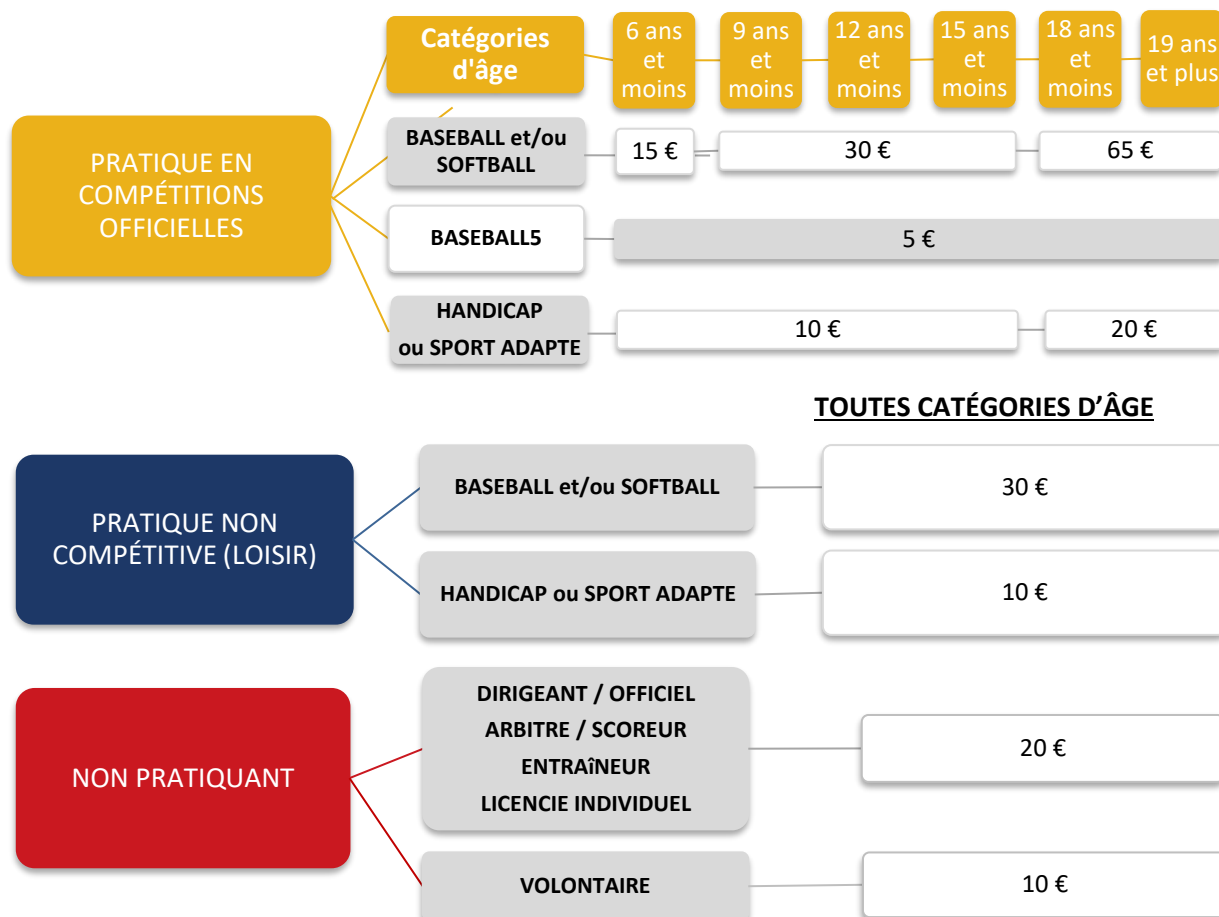 Catégories
d'âge
6 ans
et
moins
9 ans
et
moins
12 ans
et
moins
15 ans
et
moins
18 ans
et
moins
19 ans
et plus
PRATIQUE EN
COMPÉTITIONS
OFFICIELLES
BASEBALL et/ou
SOFTBALL
15 €
30 €
65 €
BASEBALL5
5 €
HANDICAP
ou SPORT ADAPTE
10 €
20 €
TOUTES CATÉGORIES D’ÂGE
PRATIQUE NON
COMPÉTITIVE (LOISIR)
BASEBALL et/ou SOFTBALL
30 €
HANDICAP ou SPORT ADAPTE
10 €
NON PRATIQUANT
DIRIGEANT / OFFICIEL
ARBITRE / SCOREUR
ENTRAîNEUR
LICENCIE INDIVIDUEL
20 €
VOLONTAIRE
10 €